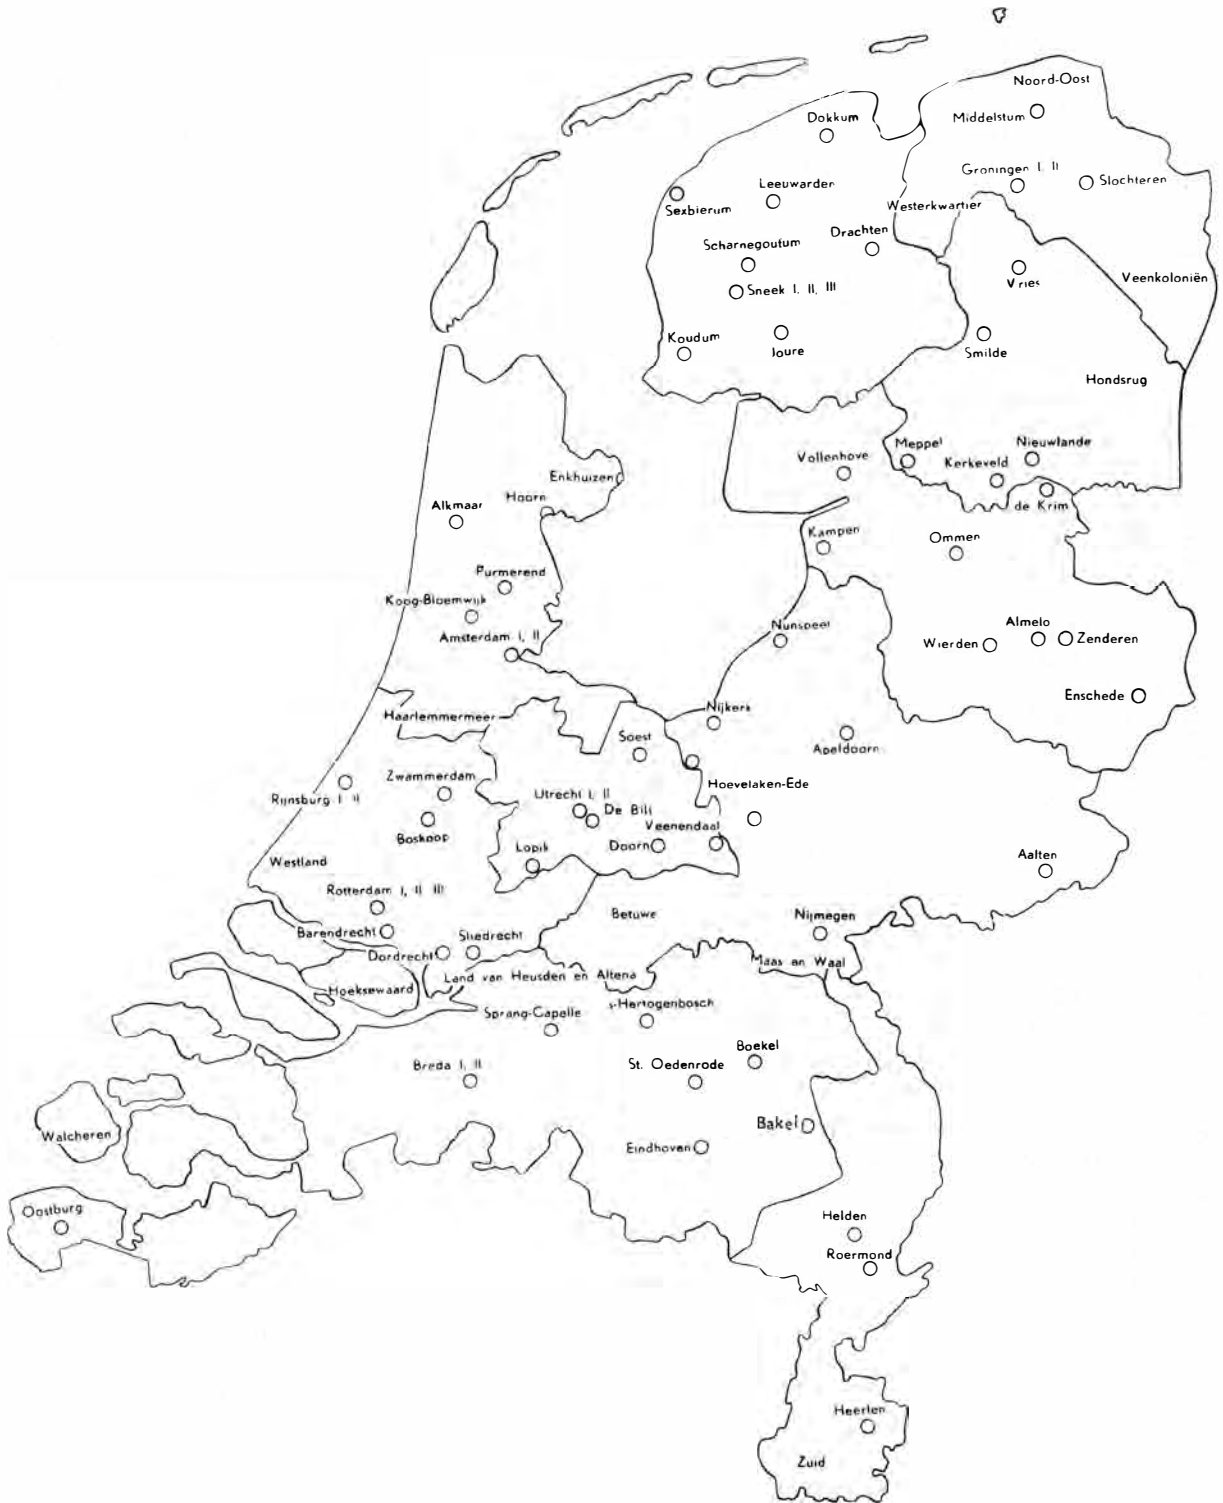 Noord-Oost
Middelstum
Dokkum
Groningen I, II
Slochteren
Leeuwarden
Sexbierum
Westerkwartier
Drachten
Scharnegoutum
Vries
Veenkoloniën
Sneek I, II, III
Koudum
Joure
Smilde
Hondsrug
Meppel
Nieuwlande
Vollenhove
Kerkeveld
Enkhuizen
Hoorn
Alkmaar
de Krim
Kampen
Ommen
Purmerend
Koog-Bloemwijk
Amsterdam I, II
Nunspeet
Almelo
Wierden
Zenderen
Enschede
Haarlemmermeer
Nijkerk
Soest
Apeldoorn
Zwammerdam
Hoevelaken-Ede
Rijnsburg I II
Utrecht I, II
De Bilt
Veenendaal
Boskoop
Lopik
Doorn
Westland
Aalten
Rotterdam I, II III
Betuwe
Nijmegen
Barendrecht
Sliedrecht
Dordrecht
Maas en Waal
Land van Heusden en Altena
Hoeksewaard
s-Hertogenbosch
Sprang-Capelle
Boekel
Breda I, II
St. Oedenrode
Bakel
Walcheren
Eindhoven
Oostburg
Helden
Roermond
Heerlen
Zuid